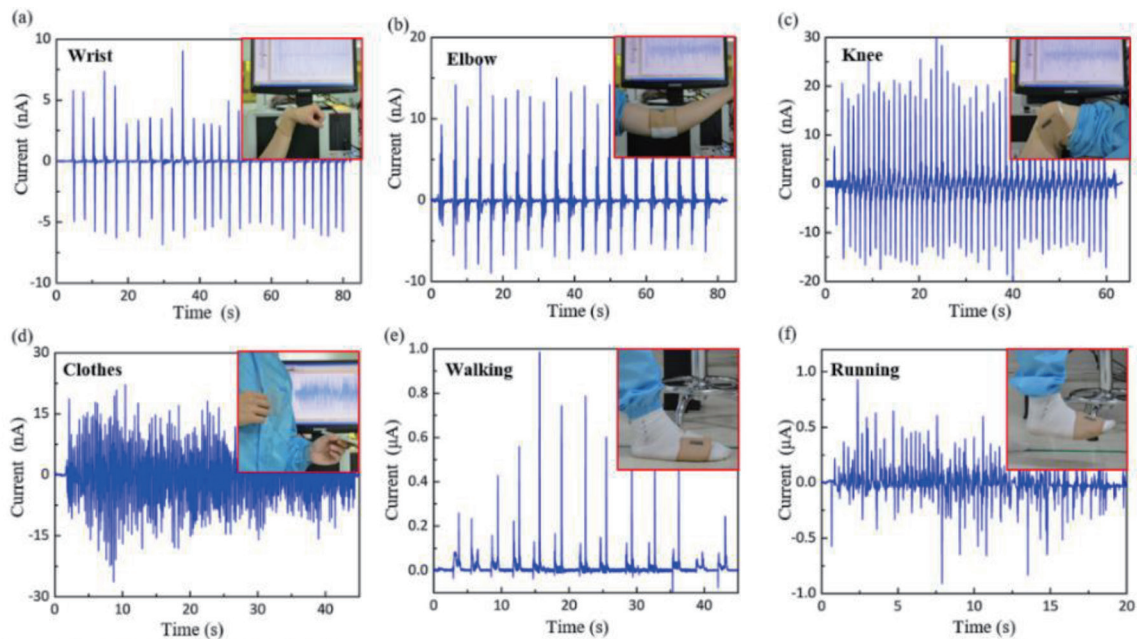 (a)
Wrist
Current (nA)
10
5
0
-5
-10
0 20 40 60 80
Time (s)
(b)
Elbow
Current (nA)
20
15
10
5
0
-5
-10
0 20 40 60 80
Time (s)
(c)
Knee
Current (nA)
30
20
10
0
-10
-20
0 20 40 60
Time (s)
(d)
Clothes
Current (nA)
30
15
0
-15
-30
0 10 20 30 40
Time (s)
(e)
Walking
Current (μA)
1.0
0.8
0.6
0.4
0.2
0.0
0 10 20 30 40
Time (s)
(f)
Running
Current (μA)
1.0
0.5
0.0
-0.5
-1.0
0 5 10 15 20
Time (s)